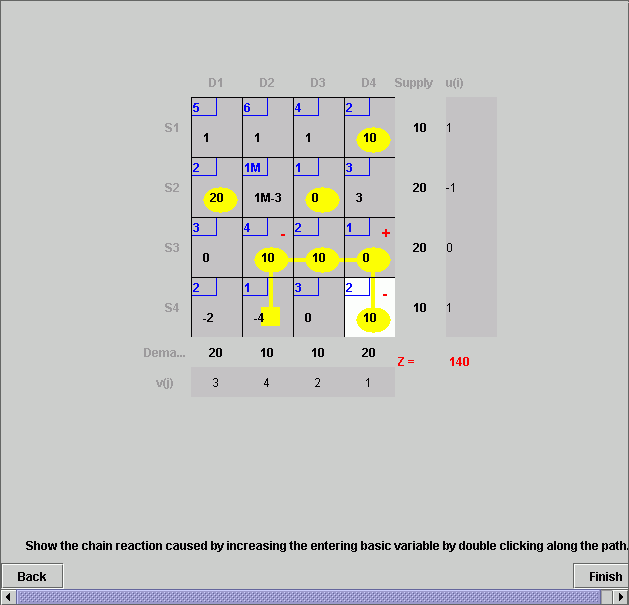 D1 D2 D3 D4 Supply u(i)
5 6 4 2
S1 1 1 1 10 10 1
2 1M 1 3
S2 20 1M-3 0 3 20 -1
3 4 - 2 1 +
S3 0 10 10 0 20 0
2 1 3 2 -
S4 -2 -4 0 10 10 1
Dema... 20 10 10 20 Z = 140
v(j) 3 4 2 1
Show the chain reaction caused by increasing the entering basic variable by double clicking along the path.
Back Finish